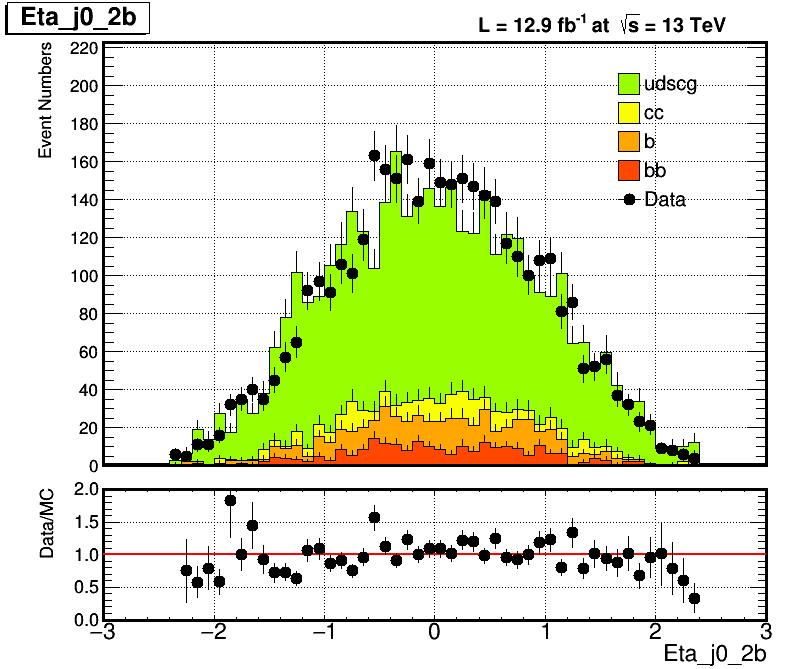 Eta_j0_2b
L = 12.9 fb-1 at √s = 13 TeV
Event Numbers
220
200
180
160
140
120
100
80
60
40
20
0
udscg
cc
b
bb
Data
Data/MC
2.0
1.5
1.0
0.5
0.0
−3 −2 −1 0 1 2 3
Eta_j0_2b